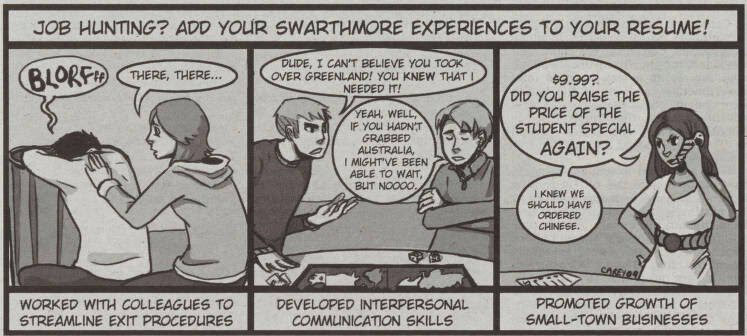 JOB HUNTING? ADD YOUR SWARTHMORE EXPERIENCES TO YOUR RESUME!
BLORFff
THERE, THERE...
WORKED WITH COLLEAGUES TO
STREAMLINE EXIT PROCEDURES
DUDE, I CAN'T BELIEVE YOU TOOK
OVER GREENLAND! YOU KNEW THAT I
NEEDED IT!
YEAH, WELL,
IF YOU HADN'T
GRABBED
AUSTRALIA,
I MIGHT'VE BEEN
ABLE TO WAIT,
BUT NOOOO.
DEVELOPED INTERPERSONAL
COMMUNICATION SKILLS
$9.99?
DID YOU RAISE THE
PRICE OF THE
STUDENT SPECIAL
AGAIN?
I KNEW WE
SHOULD HAVE
ORDERED
CHINESE.
CAREY09
PROMOTED GROWTH OF
SMALL-TOWN BUSINESSES